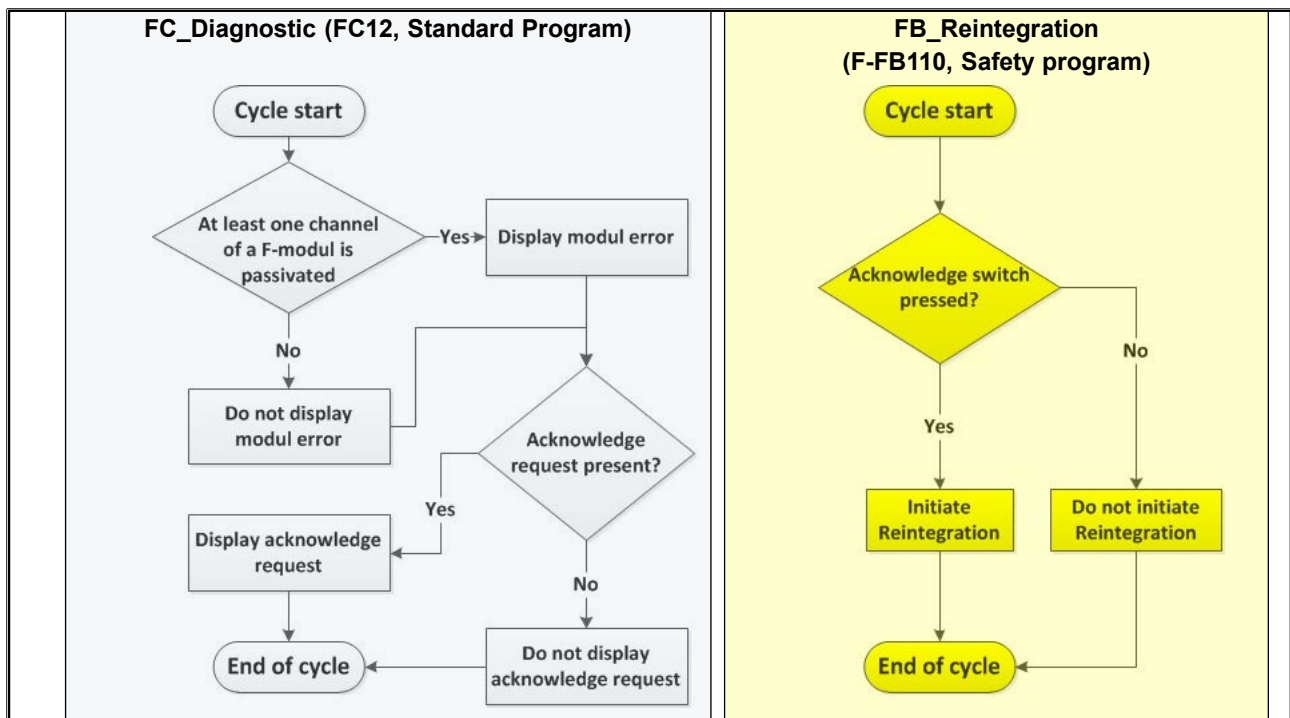 FC_Diagnostic (FC12, Standard Program)
Cycle start
At least one channel
of a F-modul is
passivated
Yes
Display modul error
No
Do not display
modul error
Acknowledge
request present?
Yes
Display acknowledge
request
No
Do not display
acknowledge request
End of cycle
FB_Reintegration
(F-FB110, Safety program)
Cycle start
Acknowledge switch
pressed?
No
Yes
Initiate
Reintegration
Do not initiate
Reintegration
End of cycle